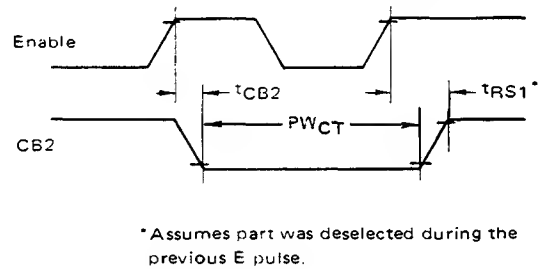 Enable
tCB2
tRS1*
PWCT
CB2
*Assumes part was deselected during the
previous E pulse.